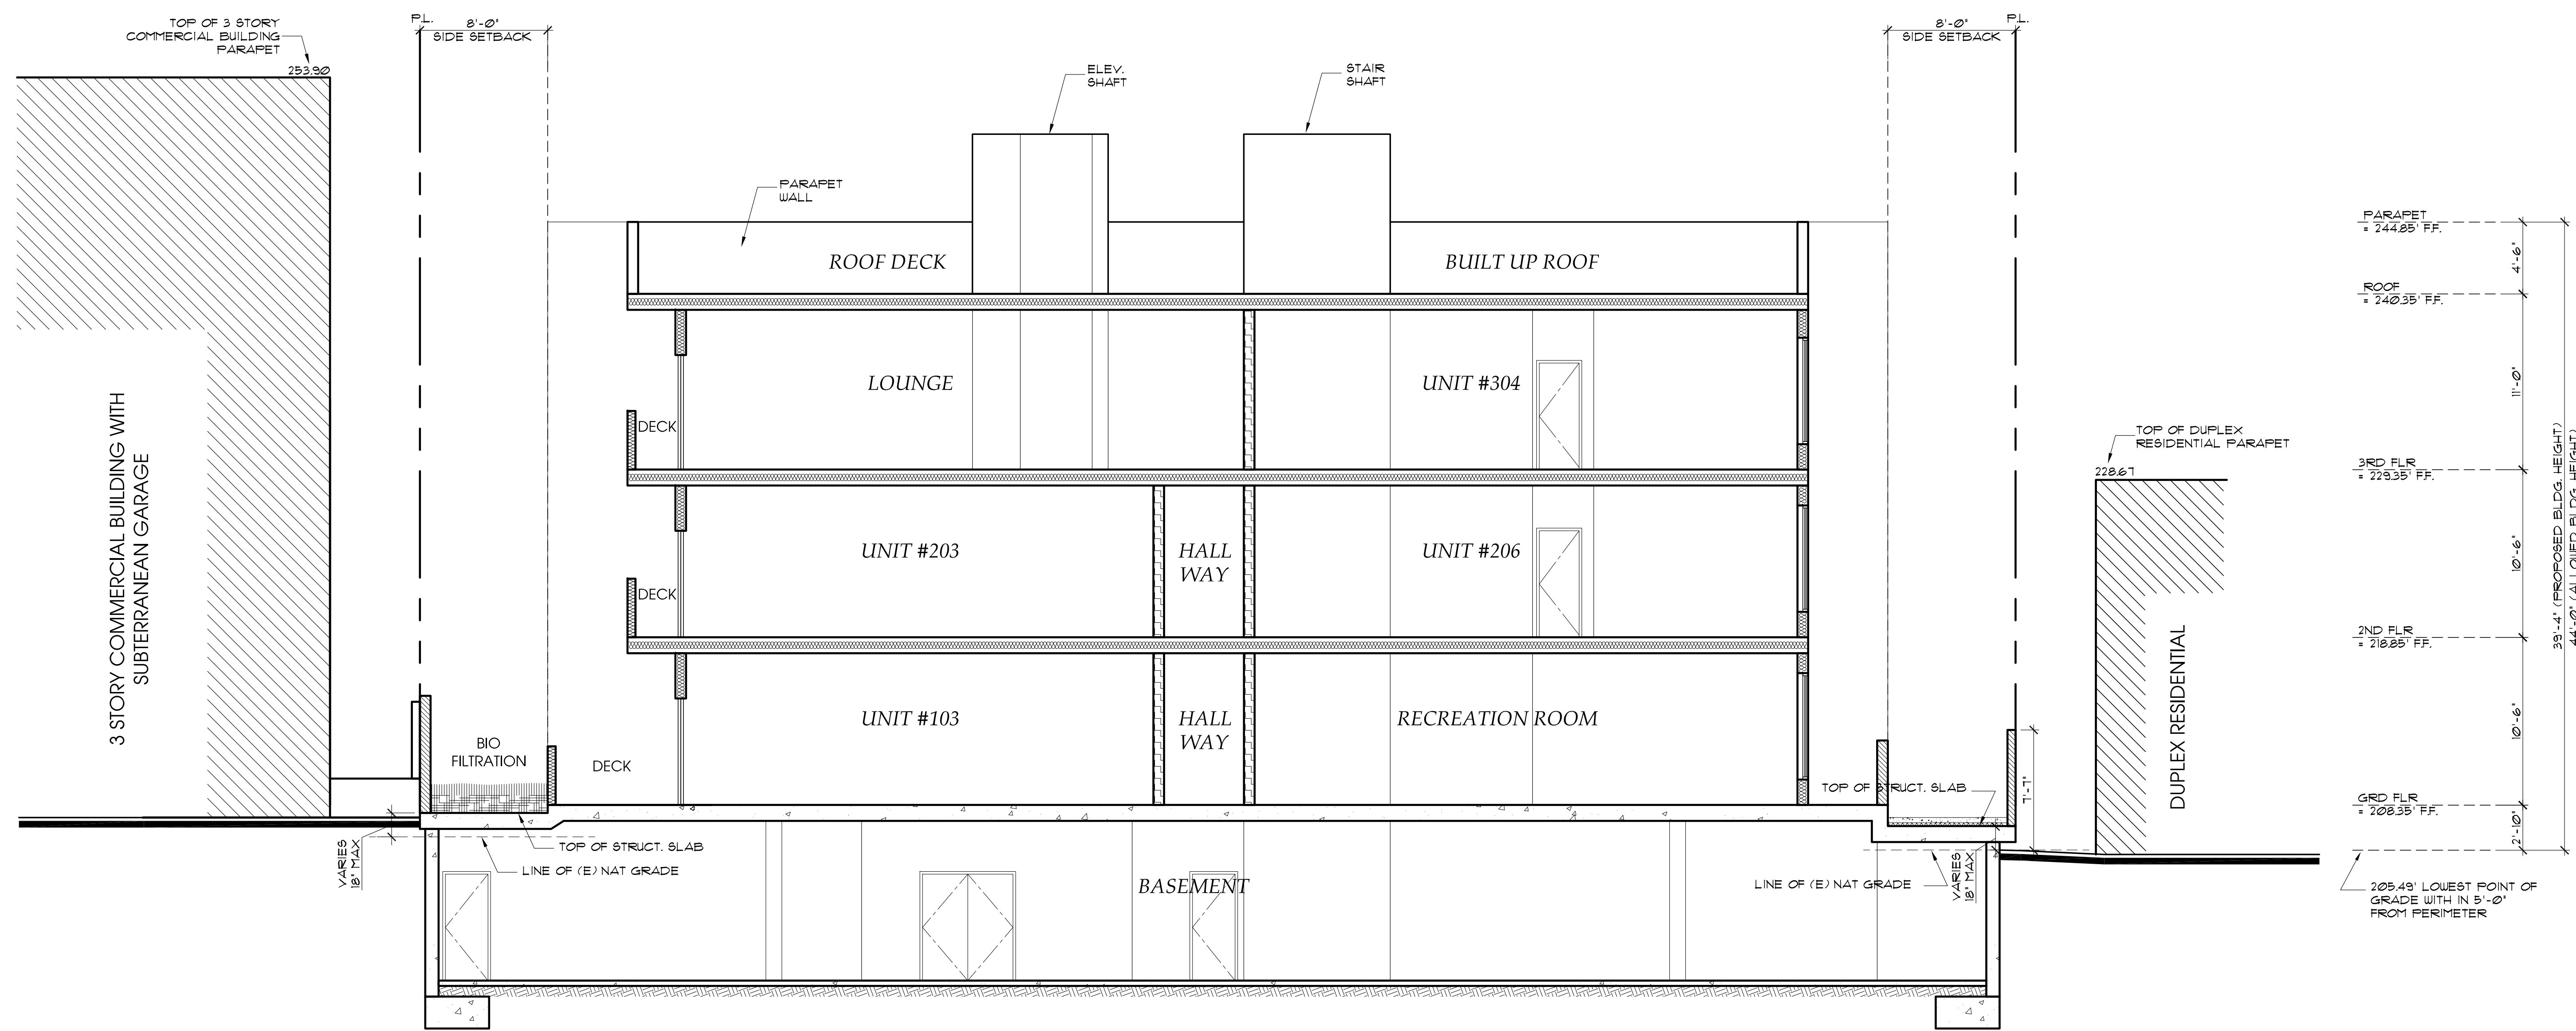 TOP OF 3 STORY
COMMERCIAL BUILDING
PARAPET
253.90
P.L.
8'-0"
SIDE SETBACK
ELEV.
SHAFT
STAIR
SHAFT
8'-0"
SIDE SETBACK
P.L.
PARAPET
WALL
ROOF DECK
BUILT UP ROOF
LOUNGE
UNIT #304
DECK
UNIT #203
HALL
WAY
UNIT #206
DECK
UNIT #103
HALL
WAY
RECREATION ROOM
BIO
FILTRATION
DECK
3 STORY COMMERCIAL BUILDING WITH
SUBTERRANEAN GARAGE
VARIES
18" MAX
TOP OF STRUCT. SLAB
LINE OF (E) NAT GRADE
BASEMENT
TOP OF STRUCT. SLAB
LINE OF (E) NAT GRADE
VARIES
18" MAX
7'-7"
TOP OF DUPLEX
RESIDENTIAL PARAPET
228.67
DUPLEX RESIDENTIAL
PARAPET
= 244.85' F.F.
4'-6"
ROOF
= 240.35' F.F.
11'-0"
3RD FLR
= 229.35' F.F.
10'-6"
2ND FLR
= 218.85' F.F.
10'-6"
GRD FLR
= 208.35' F.F.
2'-10"
39'-4" (PROPOSED BLDG. HEIGHT)
44'-0" (ALLOWED BLDG. HEIGHT)
205.49' LOWEST POINT OF
GRADE WITH IN 5'-0"
FROM PERIMETER